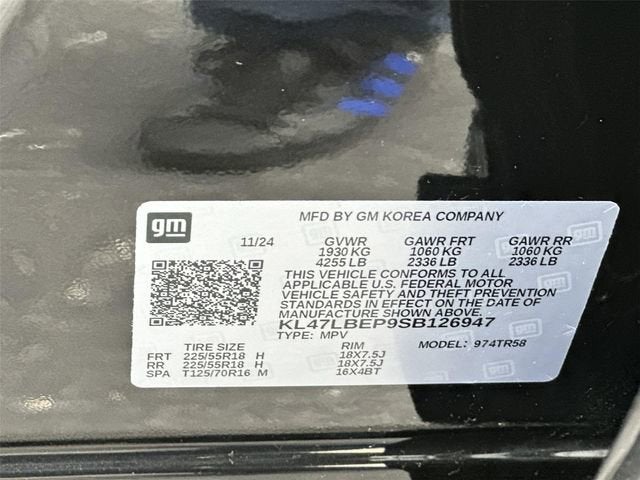 gm
MFD BY GM KOREA COMPANY
11/24 GVWR GAWR FRT GAWR RR
1930 KG 1060 KG 1060 KG
4255 LB 2336 LB 2336 LB
THIS VEHICLE CONFORMS TO ALL
APPLICABLE U.S. FEDERAL MOTOR
VEHICLE SAFETY AND THEFT PREVENTION
STANDARDS IN EFFECT ON THE DATE OF
MANUFACTURE SHOWN ABOVE.
KL47LBEP9SB126947
TYPE: MPV MODEL: 974TR58
TIRE SIZE RIM
FRT 225/55R18 H 18X7.5J
RR 225/55R18 H 18X7.5J
SPA T125/70R16 M 16X4BT